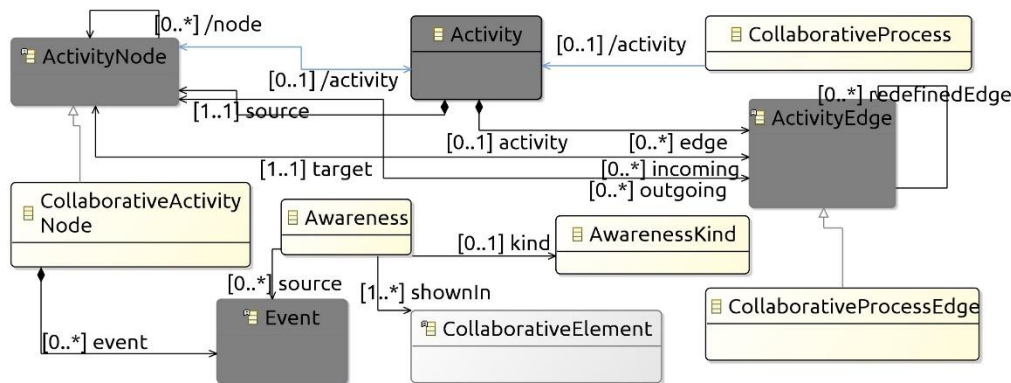 [0..*] /node
ActivityNode
Activity
CollaborativeProcess
[0..1] /activity
[0..1] /activity
[1..1] source
[0..*] redefinedEdge
ActivityEdge
[0..1] activity
[0..*] edge
[1..1] target
[0..*] incoming
[0..*] outgoing
CollaborativeActivity
Node
Awareness
[0..1] kind
AwarenessKind
[0..*] source
[1..*] shownIn
CollaborativeProcessEdge
Event
CollaborativeElement
[0..*] event